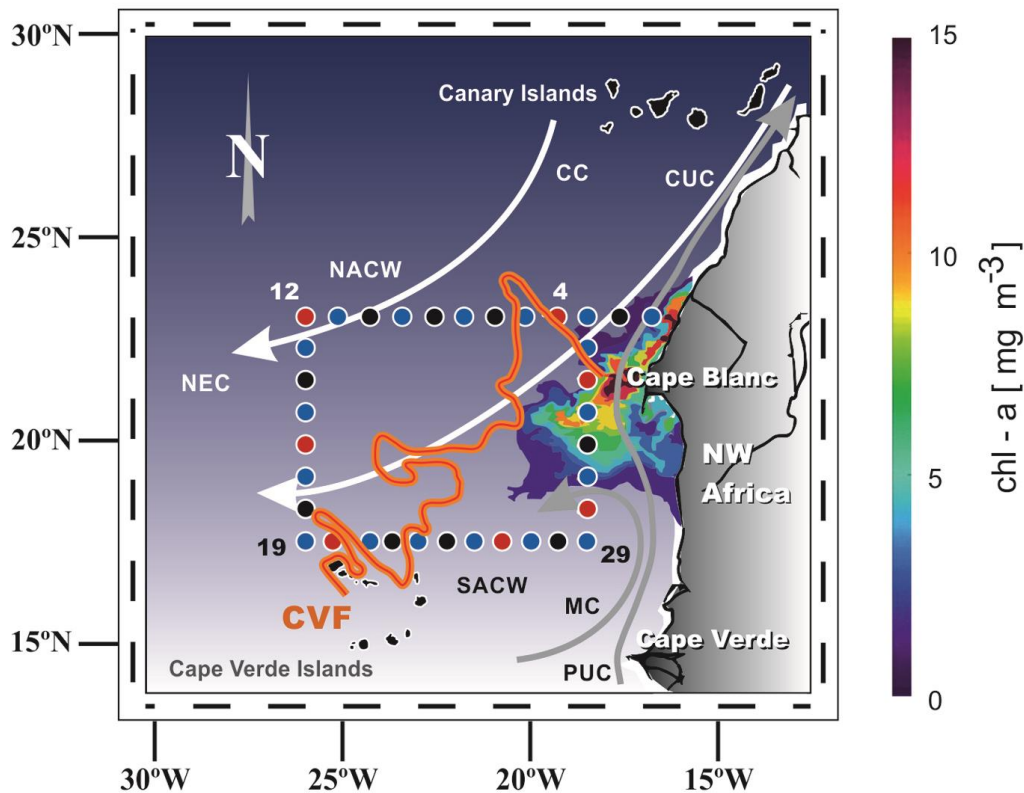 30ºN
15
Canary Islands
N
CC
CUC
25ºN
10
NACW
12
4
NEC
Cape Blanc
20ºN
NW
Africa
5
19
29
SACW
MC
CVF
15ºN
Cape Verde
Cape Verde Islands
PUC
0
30ºW
25ºW
20ºW
15ºW
chl - a [ mg m-3]